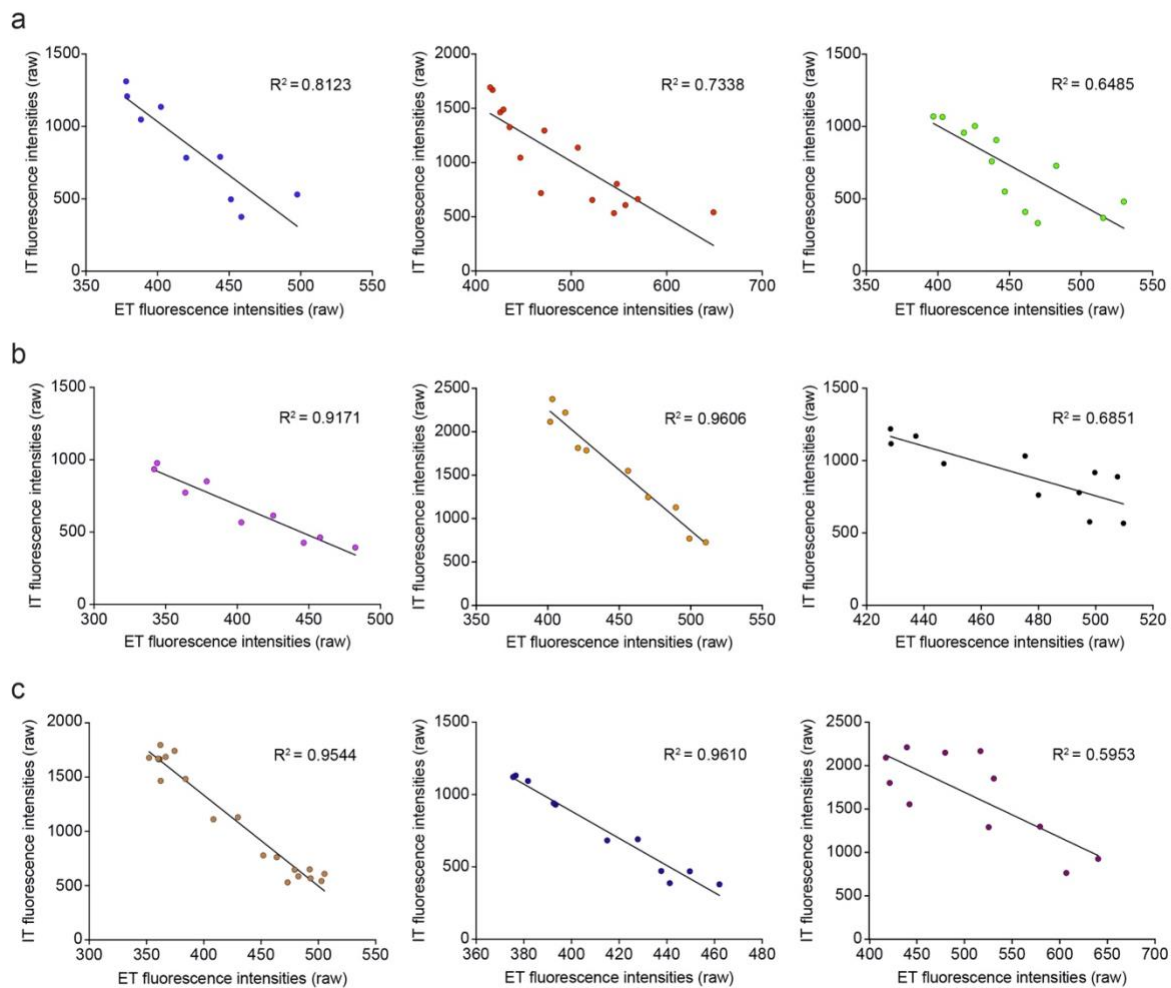 a
IT fluorescence intensities (raw)
1500
1000
500
0
R² = 0.8123
350 400 450 500 550
ET fluorescence intensities (raw)
IT fluorescence intensities (raw)
2000
1500
1000
500
0
R² = 0.7338
400 500 600 700
ET fluorescence intensities (raw)
IT fluorescence intensities (raw)
1500
1000
500
0
R² = 0.6485
350 400 450 500 550
ET fluorescence intensities (raw)
b
IT fluorescence intensities (raw)
1500
1000
500
0
R² = 0.9171
300 350 400 450 500
ET fluorescence intensities (raw)
IT fluorescence intensities (raw)
2500
2000
1500
1000
500
0
R² = 0.9606
350 400 450 500 550
ET fluorescence intensities (raw)
IT fluorescence intensities (raw)
1500
1000
500
0
R² = 0.6851
420 440 460 480 500 520
ET fluorescence intensities (raw)
c
IT fluorescence intensities (raw)
2000
1500
1000
500
0
R² = 0.9544
300 350 400 450 500 550
ET fluorescence intensities (raw)
IT fluorescence intensities (raw)
1500
1000
500
0
R² = 0.9610
360 380 400 420 440 460 480
ET fluorescence intensities (raw)
IT fluorescence intensities (raw)
2500
2000
1500
1000
500
0
R² = 0.5953
400 450 500 550 600 650 700
ET fluorescence intensities (raw)